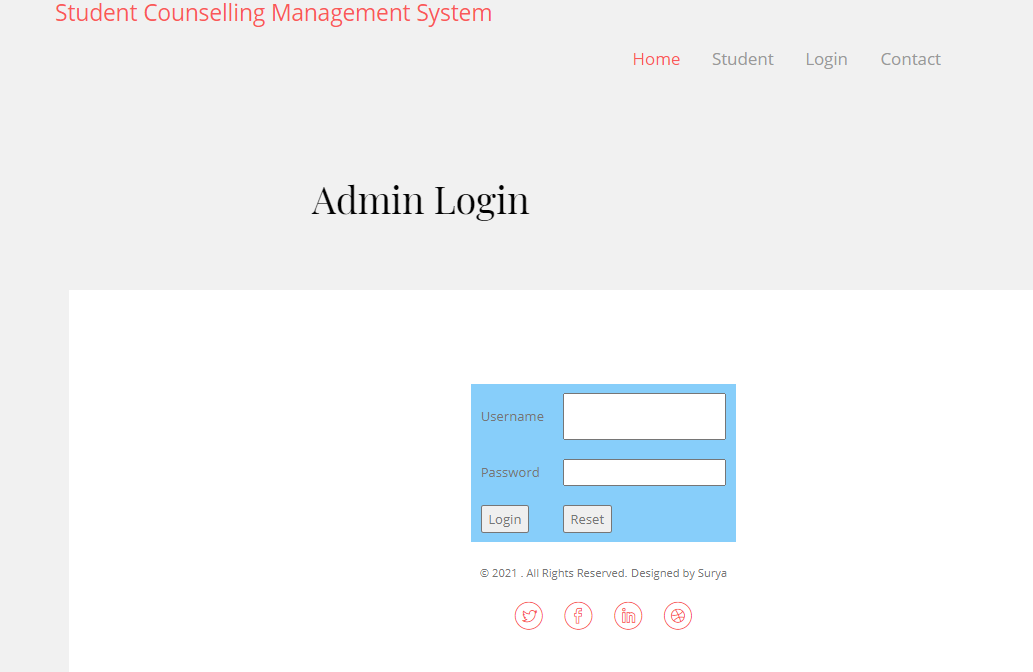 Student Counselling Management System
Home Student Login Contact
Admin Login
Username
Password
Login Reset
© 2021 . All Rights Reserved. Designed by Surya